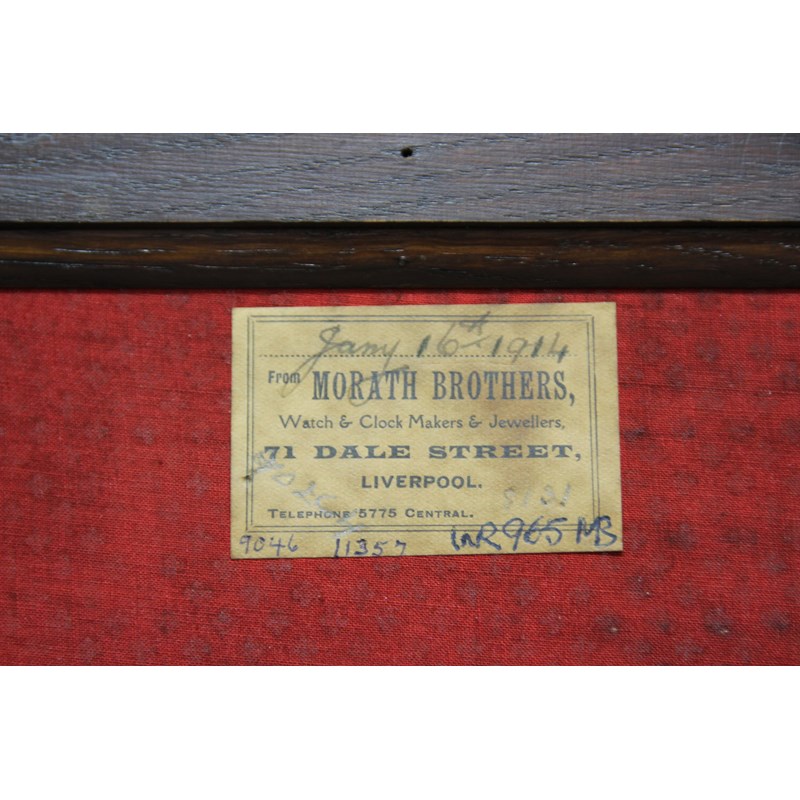 Jany 16th 1914
From MORATH BROTHERS,
Watch & Clock Makers & Jewellers,
71 DALE STREET,
LIVERPOOL.
TELEPHONE 5775 CENTRAL.
9046 11357 WR965 MB